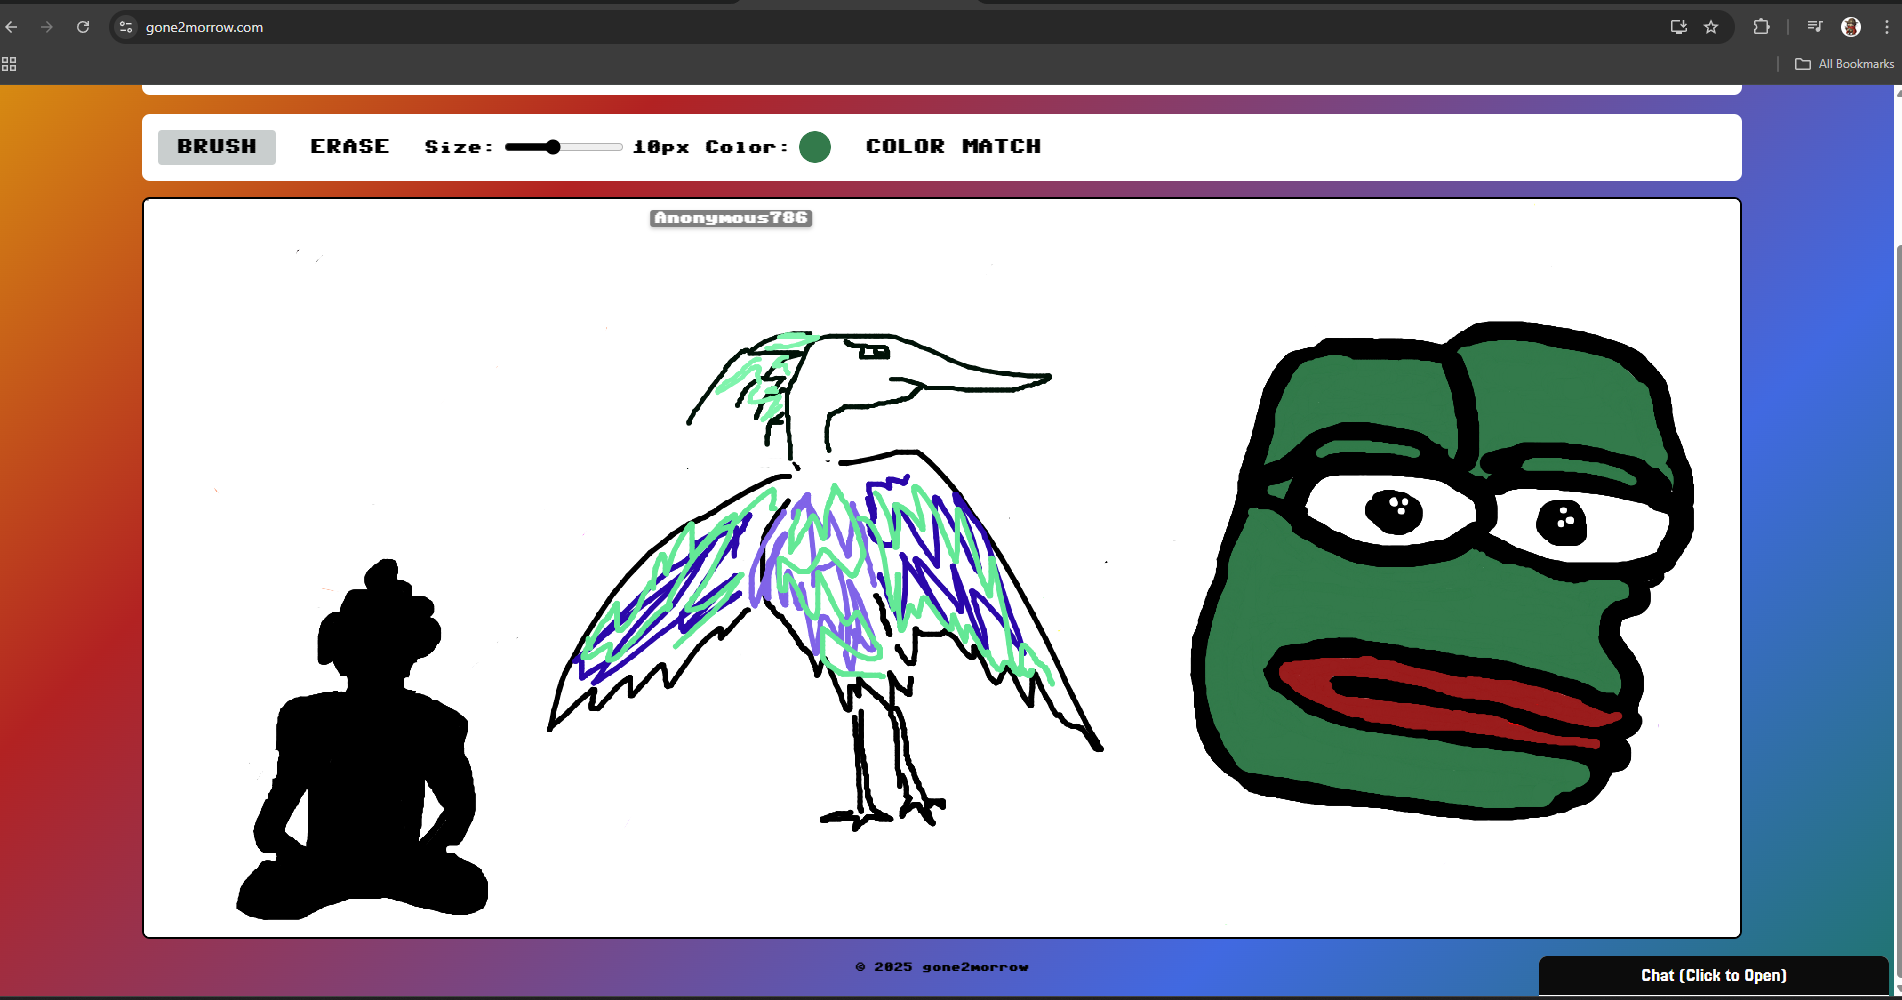 gone2morrow.com
All Bookmarks
BRUSH ERASE Size: 10px Color: COLOR MATCH
Anonymous786
© 2025 gone2morrow
Chat (Click to Open)